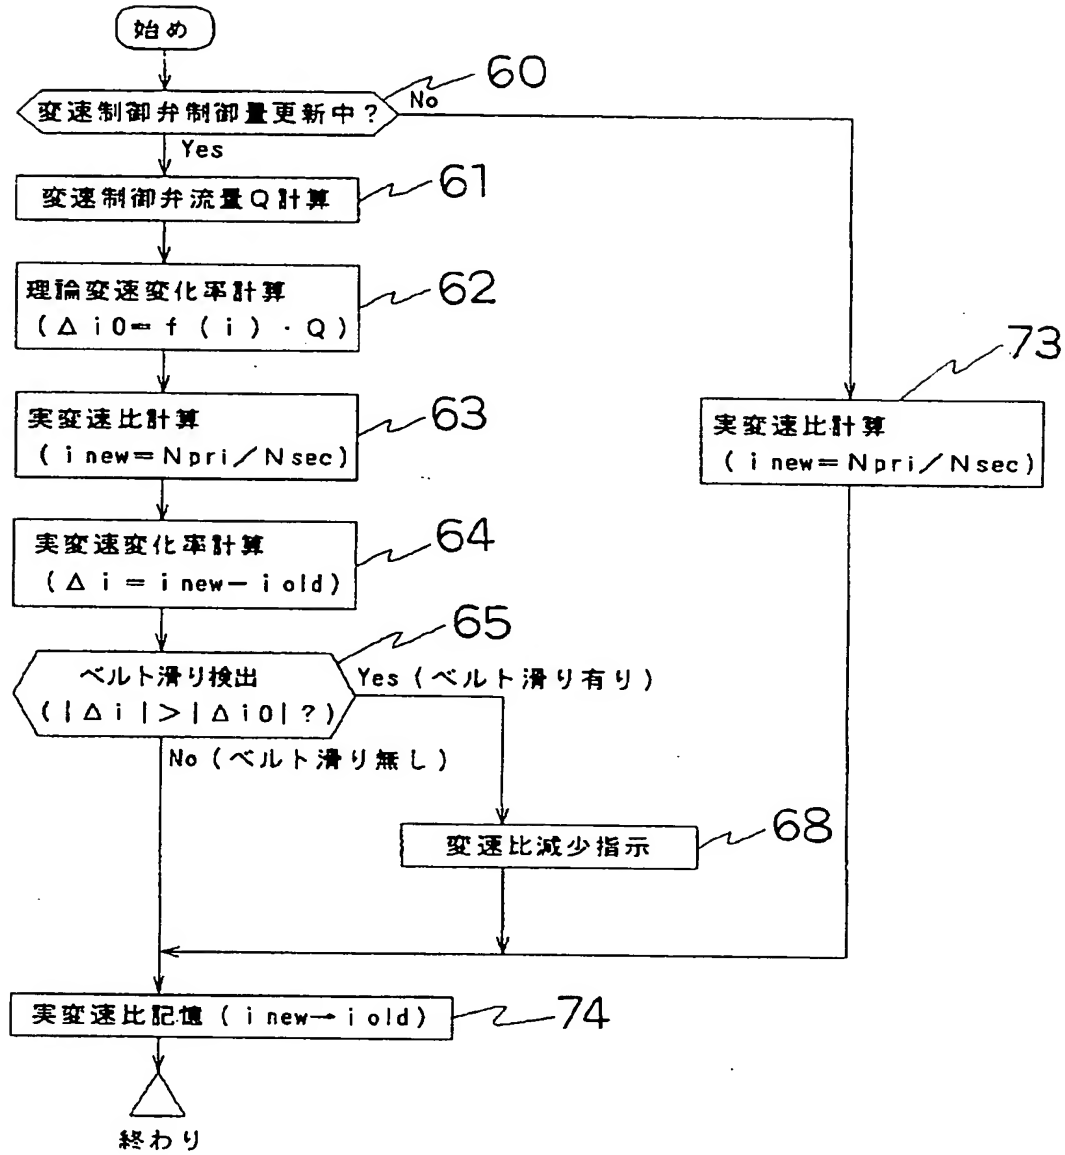 始め
60
変速制御弁制御量更新中？
No
Yes
61
変速制御弁流量Q計算
62
理論変速変化率計算
(Δi0=f(i)·Q)
63
実変速比計算
(inew=Npri/Nsec)
73
実変速比計算
(inew=Npri/Nsec)
64
実変速変化率計算
(Δi=inew−iold)
65
ベルト滑り検出
(|Δi|>|Δi0|?)
Yes(ベルト滑り有り)
No(ベルト滑り無し)
68
変速比減少指示
実変速比記憶(inew→iold)
74
終わり